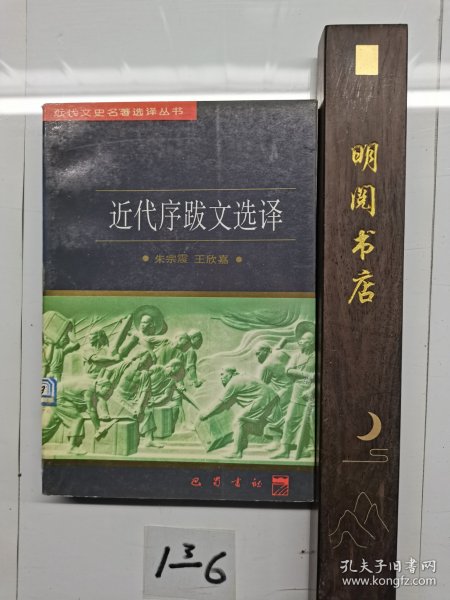 近代文史名著选译丛书
近代序跋文选译
•朱宗震 王欣嘉•
巴蜀书社
明阅书店
1三6
孔夫子旧书网
www.kongfz.com